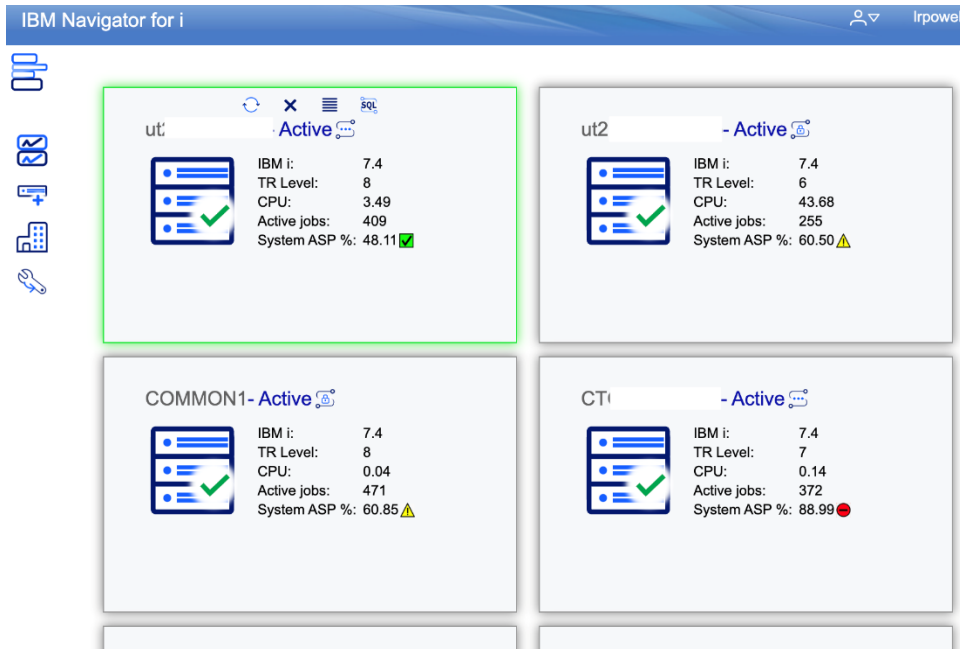 IBM Navigator for i
SQL
- Active
IBM i: 7.4
TR Level: 8
CPU: 3.49
Active jobs: 409
System ASP %: 48.11
ut2 - Active
IBM i: 7.4
TR Level: 6
CPU: 43.68
Active jobs: 255
System ASP %: 60.50
COMMON1- Active
IBM i: 7.4
TR Level: 8
CPU: 0.04
Active jobs: 471
System ASP %: 60.85
- Active
IBM i: 7.4
TR Level: 7
CPU: 0.14
Active jobs: 372
System ASP %: 88.99